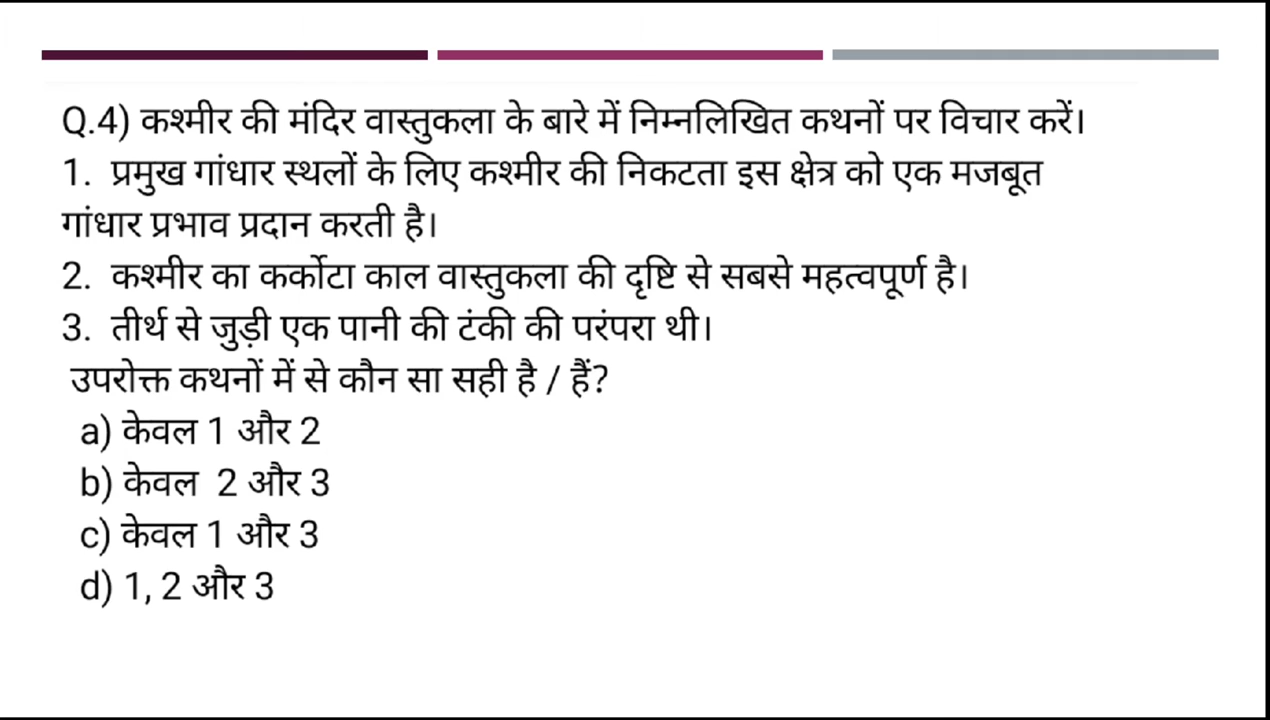 Q.4) कश्मीर की मंदिर वास्तुकला के बारे में निम्नलिखित कथनों पर विचार करें।
1. प्रमुख गांधार स्थलों के लिए कश्मीर की निकटता इस क्षेत्र को एक मजबूत
गांधार प्रभाव प्रदान करती है।
2. कश्मीर का कर्कोटा काल वास्तुकला की दृष्टि से सबसे महत्वपूर्ण है।
3. तीर्थ से जुड़ी एक पानी की टंकी की परंपरा थी।
उपरोक्त कथनों में से कौन सा सही है / हैं?
a) केवल 1 और 2
b) केवल 2 और 3
c) केवल 1 और 3
d) 1, 2 और 3